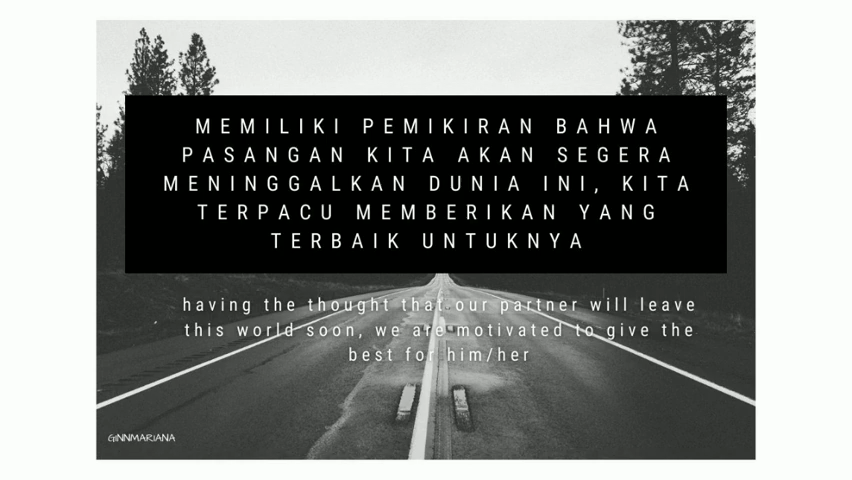 MEMILIKI PEMIKIRAN BAHWA
PASANGAN KITA AKAN SEGERA
MENINGGALKAN DUNIA INI, KITA
TERPACU MEMBERIKAN YANG
TERBAIK UNTUKNYA
having the thought that our partner will leave
this world soon, we are motivated to give the
best for him/her
GINNMARIANA